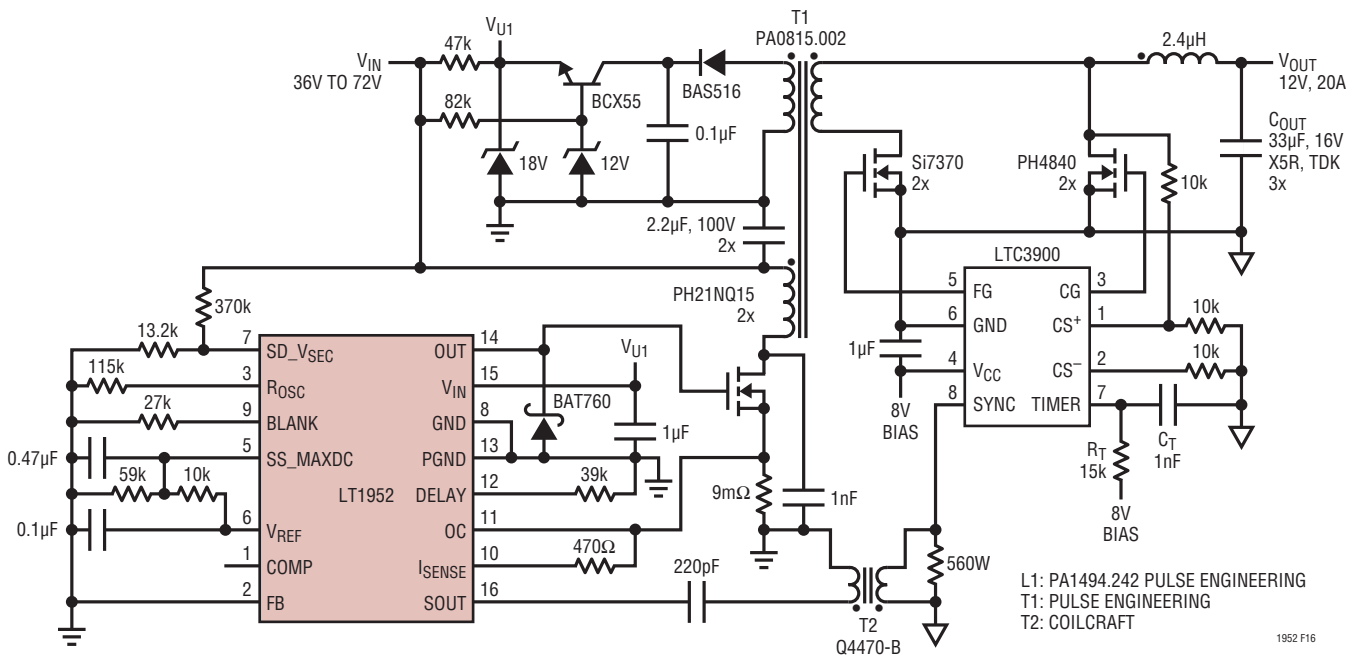 V_IN
36V TO 72V
47k
V_U1
82k
BCX55
BAS516
18V
12V
0.1µF
T1
PA0815.002
2.4µH
V_OUT
12V, 20A
C_OUT
33µF, 16V
X5R, TDK
3x
Si7370
2x
PH4840
2x
10k
2.2µF, 100V
2x
PH21NQ15
2x
370k
13.2k
115k
27k
0.47µF
59k
10k
0.1µF
7
SD_V_SEC
3
R_OSC
9
BLANK
5
SS_MAXDC
6
V_REF
1
COMP
2
FB
LT1952
OUT
14
V_IN
15
GND
8
PGND
13
DELAY
12
OC
11
I_SENSE
10
SOUT
16
V_U1
BAT760
1µF
39k
470Ω
9mΩ
1nF
220pF
T2
Q4470-B
560W
LTC3900
5
FG
6
GND
4
V_CC
8
SYNC
CG
3
CS+
1
CS−
2
TIMER
7
1µF
8V
BIAS
10k
10k
R_T
15k
C_T
1nF
8V
BIAS
L1: PA1494.242 PULSE ENGINEERING
T1: PULSE ENGINEERING
T2: COILCRAFT
1952 F16